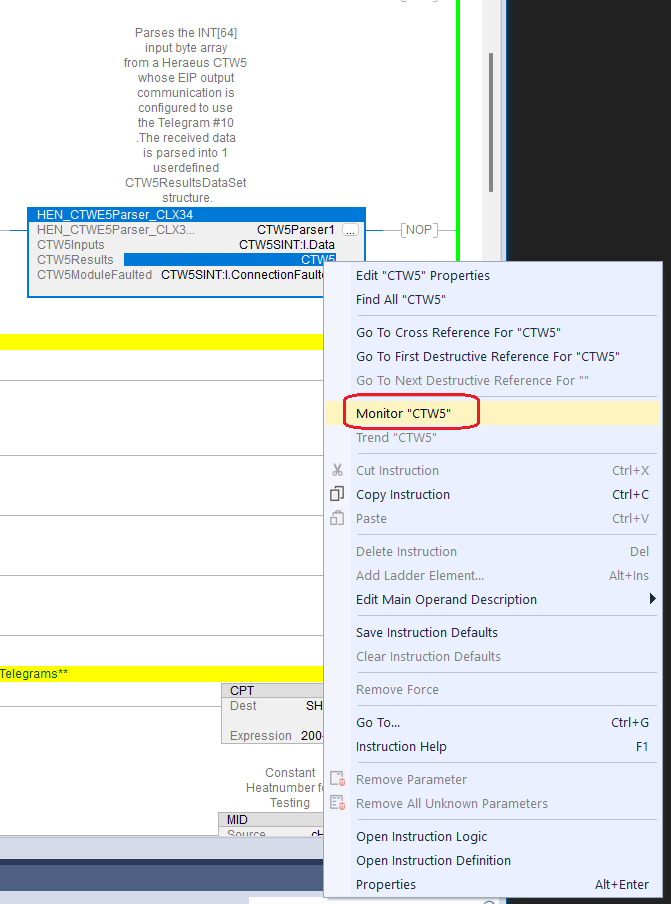 Parses the INT[64]
input byte array
from a Heraeus CTW5
whose EIP output
communication is
configured to use
the Telegram #10
.The received data
is parsed into 1
userdefined
CTW5ResultsDataSet
structure.
HEN_CTWE5Parser_CLX34
HEN_CTWE5Parser_CLX3... CTW5Parser1 ...
CTW5Inputs CTW5SINT:I.Data
CTW5Results CTW5
CTW5ModuleFaulted CTW5SINT:I.ConnectionFaulte
NOP
Edit "CTW5" Properties
Find All "CTW5"
Go To Cross Reference For "CTW5"
Go To First Destructive Reference For "CTW5"
Go To Next Destructive Reference For ""
Monitor "CTW5"
Trend "CTW5"
Cut Instruction Ctrl+X
Copy Instruction Ctrl+C
Paste Ctrl+V
Delete Instruction Del
Add Ladder Element... Alt+Ins
Edit Main Operand Description
Save Instruction Defaults
Clear Instruction Defaults
Remove Force
Go To... Ctrl+G
Instruction Help F1
Remove Parameter
Remove All Unknown Parameters
Open Instruction Logic
Open Instruction Definition
Properties Alt+Enter
Telegrams**
CPT
Dest SH
Expression 200
Constant
Heatnumber fo
Testing
MID
Source cH